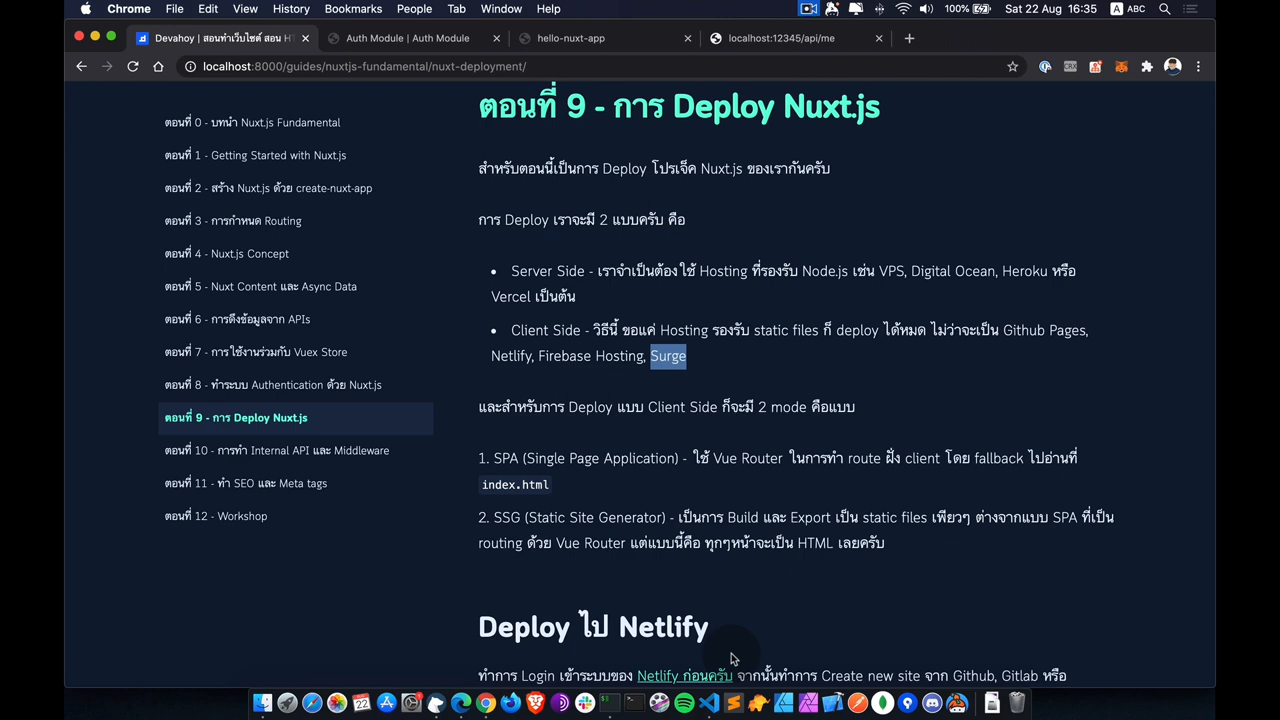 Chrome File Edit View History Bookmarks People Tab Window Help 100% Sat 22 Aug 16:35 A ABC
Devahoy | สอนทำเว็บไซต์ สอน HT Auth Module | Auth Module hello-nuxt-app localhost:12345/api/me
localhost:8000/guides/nuxtjs-fundamental/nuxt-deployment/
ตอนที่ 0 - บทนำ Nuxt.js Fundamental
ตอนที่ 1 - Getting Started with Nuxt.js
ตอนที่ 2 - สร้าง Nuxt.js ด้วย create-nuxt-app
ตอนที่ 3 - การกำหนด Routing
ตอนที่ 4 - Nuxt.js Concept
ตอนที่ 5 - Nuxt Content และ Async Data
ตอนที่ 6 - การดึงข้อมูลจาก APIs
ตอนที่ 7 - การใช้งานร่วมกับ Vuex Store
ตอนที่ 8 - ทำระบบ Authentication ด้วย Nuxt.js
ตอนที่ 9 - การ Deploy Nuxt.js
ตอนที่ 10 - การทำ Internal API และ Middleware
ตอนที่ 11 - ทำ SEO และ Meta tags
ตอนที่ 12 - Workshop
ตอนที่ 9 - การ Deploy Nuxt.js
สำหรับตอนนี้เป็นการ Deploy โปรเจ็ค Nuxt.js ของเรากันครับ
การ Deploy เราจะมี 2 แบบครับ คือ
• Server Side - เราจำเป็นต้องใช้ Hosting ที่รองรับ Node.js เช่น VPS, Digital Ocean, Heroku หรือ
Vercel เป็นต้น
• Client Side - วิธีนี้ ขอแค่ Hosting รองรับ static files ก็ deploy ได้หมด ไม่ว่าจะเป็น Github Pages,
Netlify, Firebase Hosting, Surge
และสำหรับการ Deploy แบบ Client Side ก็จะมี 2 mode คือแบบ
1. SPA (Single Page Application) - ใช้ Vue Router ในการทำ route ฝั่ง client โดย fallback ไปอ่านที่
index.html
2. SSG (Static Site Generator) - เป็นการ Build และ Export เป็น static files เพียวๆ ต่างจากแบบ SPA ที่เป็น
routing ด้วย Vue Router แต่แบบนี้คือ ทุกๆหน้าจะเป็น HTML เลยครับ
Deploy ไป Netlify
ทำการ Login เข้าระบบของ Netlify ก่อนครับ จากนั้นทำการ Create new site จาก Github, Gitlab หรือ